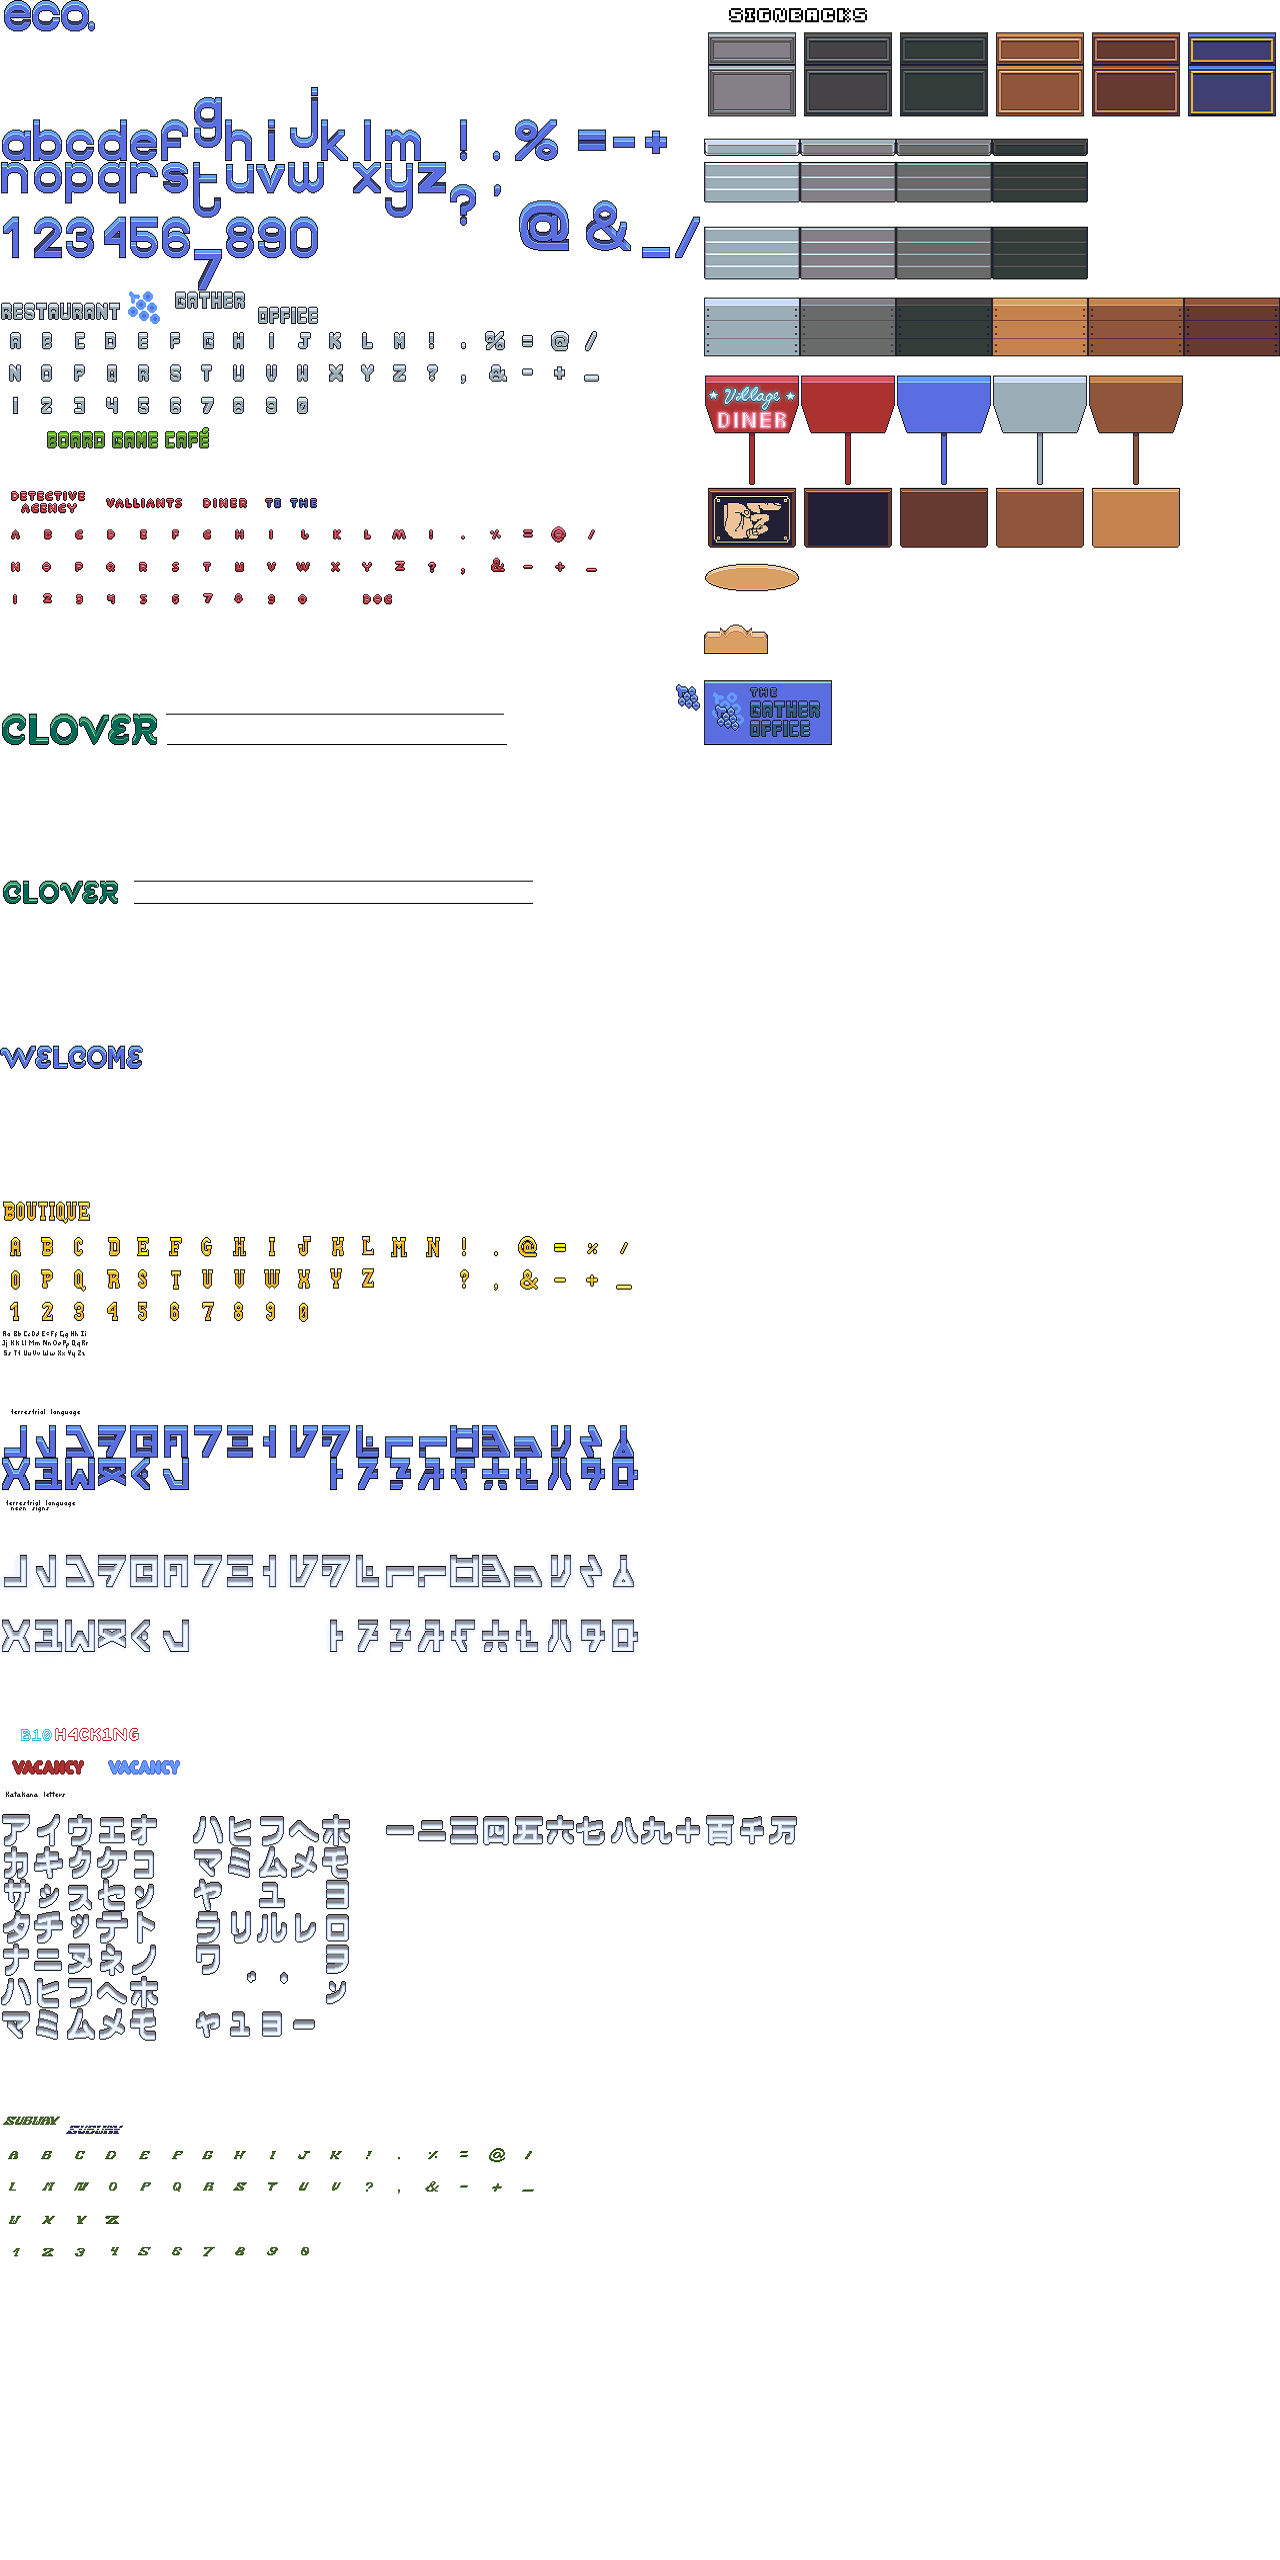 eco.
SIGNBACKS
abcdefghijklm!.%=-+
nopqrstuvwxyz?,@&_/
1234567890
RESTAURANT GATHER OFFICE
A B C D E F G H I J K L M ! . % = @ /
N O P Q R S T U V W X Y Z ? , & - + _
1 2 3 4 5 6 7 8 9 0
BOARD GAME CAFÉ
Village
DINER
DETECTIVE AGENCY VALLIANTS DINER TO THE
A B C D E F G H I J K L M ! . % = @ /
N O P Q R S T U V W X Y Z ? , & - + _
1 2 3 4 5 6 7 8 9 0 DOG
CLOVER
THE
GATHER
OFFICE
CLOVER
WELCOME
BOUTIQUE
A B C D E F G H I J K L M N ! . @ = % /
O P Q R S T U V W X Y Z ? , & - + _
1 2 3 4 5 6 7 8 9 0
Aa Bb Cc Dd Ee Ff Gg Hh Ii
Jj Kk Ll Mm Nn Oo Pp Qq Rr
Ss Tt Uu Vv Ww Xx Yy Zz
terrestrial language
terrestrial language
neon signs
B10H4CK1NG
VACANCY VACANCY
Katakana letters
アイウエオ ハヒフヘホ 一二三四五六七八九十百千万
カキクケコ マミムメモ
サシスセソ ヤ ユ ヨ
タチッテト ラリルレロ
ナニヌネノ ワ ヲ
ハヒフヘホ ン
マミムメモ ャュョー
SUBWAY SUBWAY
A B C D E F G H I J K ! . % = @ /
L M N O P Q R S T U V ? , & - + _
W X Y Z
1 2 3 4 5 6 7 8 9 0